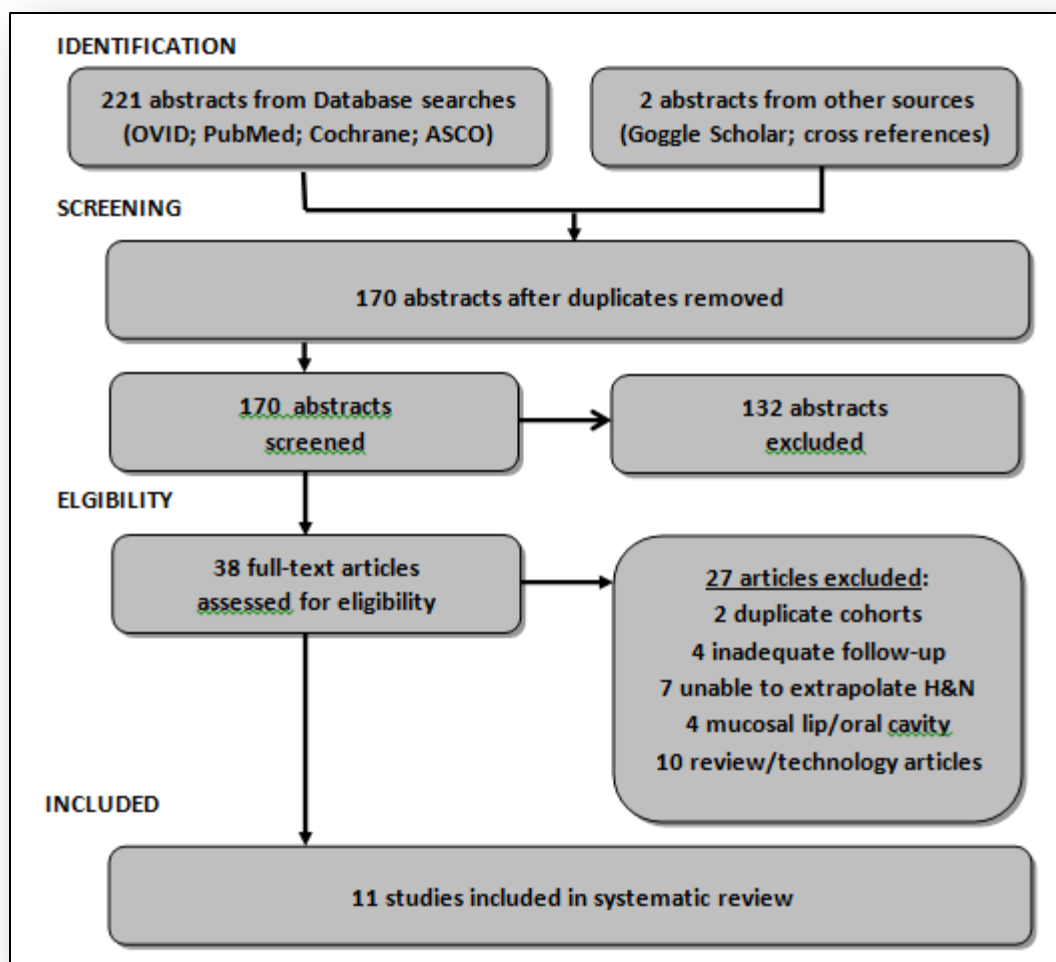 IDENTIFICATION
221 abstracts from Database searches
(OVID; PubMed; Cochrane; ASCO)
2 abstracts from other sources
(Goggle Scholar; cross references)
SCREENING
170 abstracts after duplicates removed
170 abstracts
screened
132 abstracts
excluded
ELGIBILITY
38 full-text articles
assessed for eligibility
27 articles excluded:
2 duplicate cohorts
4 inadequate follow-up
7 unable to extrapolate H&N
4 mucosal lip/oral cavity
10 review/technology articles
INCLUDED
11 studies included in systematic review